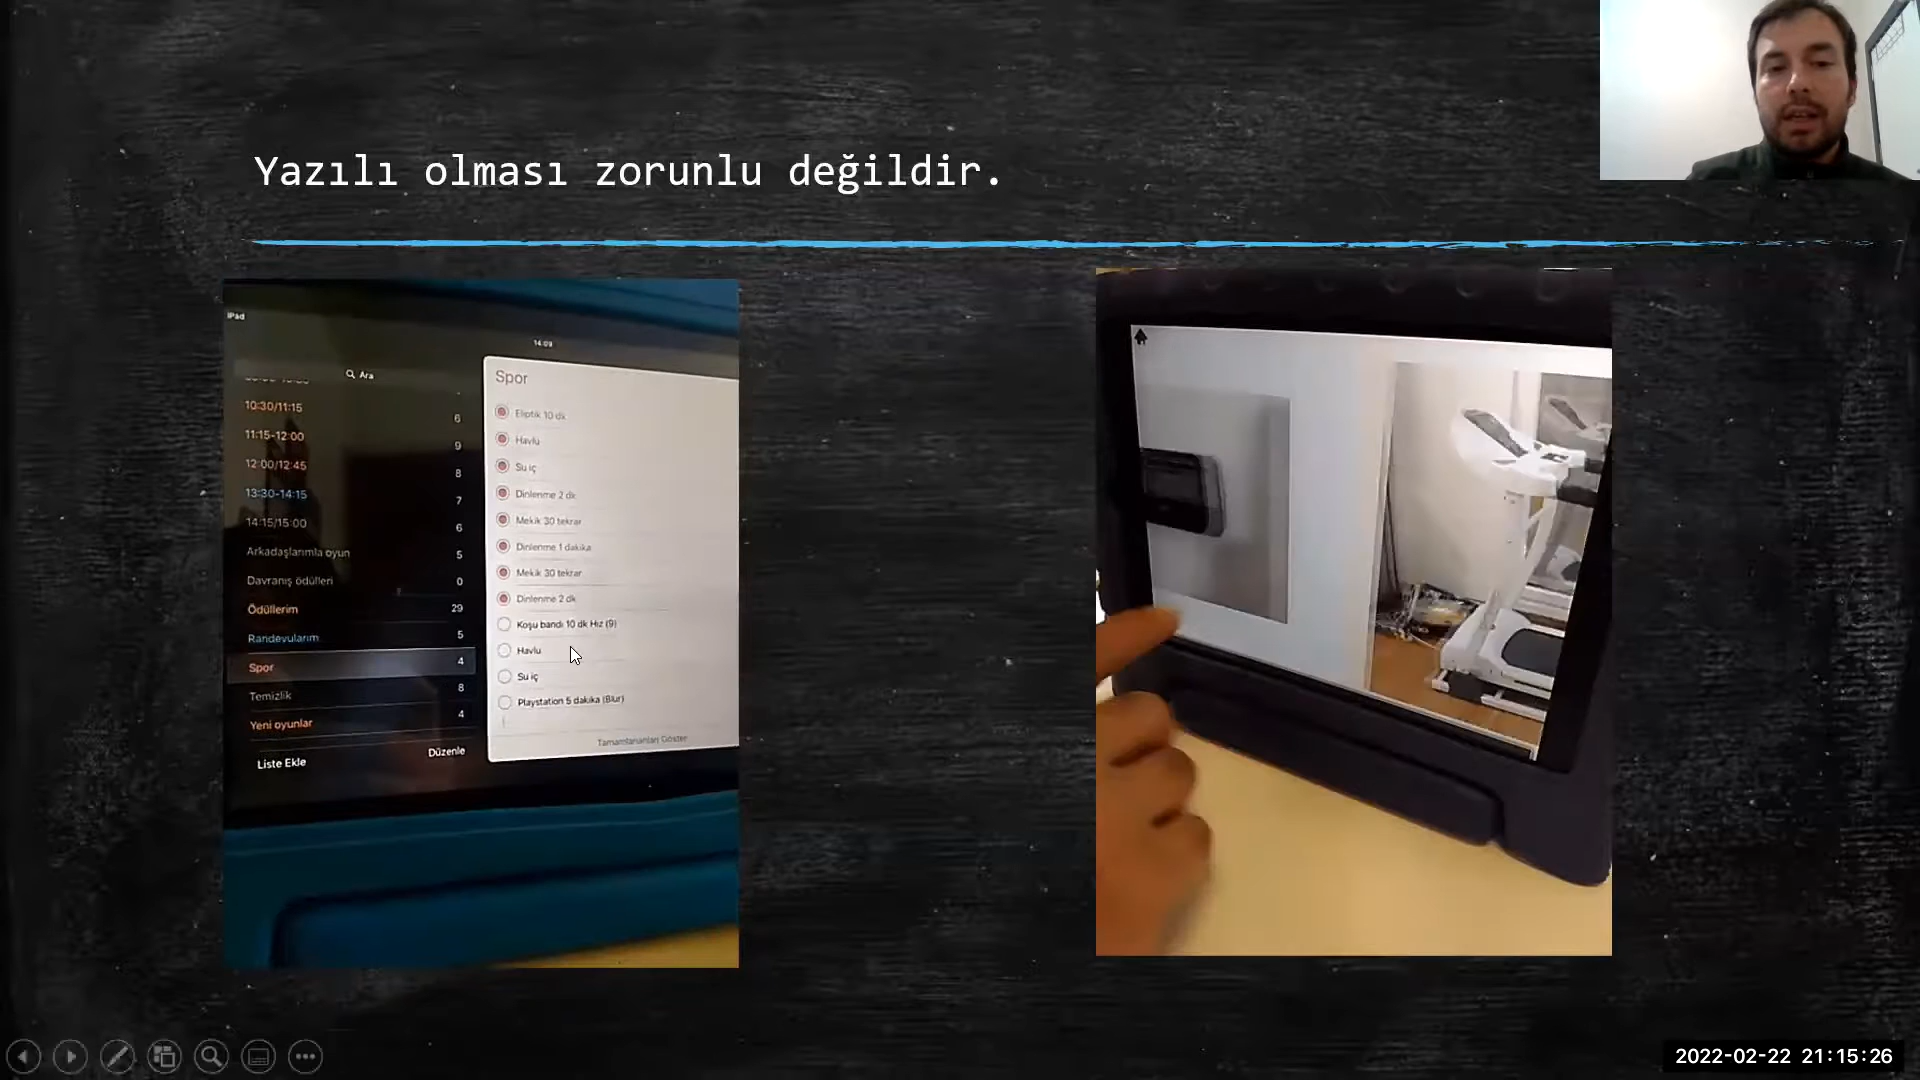 Yazılı olması zorunlu değildir.
iPad
14:09
Ara
10:30/11:15 6
11:15-12:00 9
12:00/12:45 8
13:30-14:15 7
14:15/15:00 6
Arkadaşlarımla oyun 5
Davranış ödülleri 0
Ödüllerim 29
Randevularım 5
Spor 4
Temizlik 8
Yeni oyunlar 4
Liste Ekle
Düzenle
Spor
Eliptik 10 dk
Havlu
Su iç
Dinlenme 2 dk
Mekik 30 tekrar
Dinlenme 1 dakika
Mekik 30 tekrar
Dinlenme 2 dk
Koşu bandı 10 dk Hız (9)
Havlu
Su iç
Playstation 5 dakika (Blur)
Tamamlananları Göster
2022-02-22 21:15:26